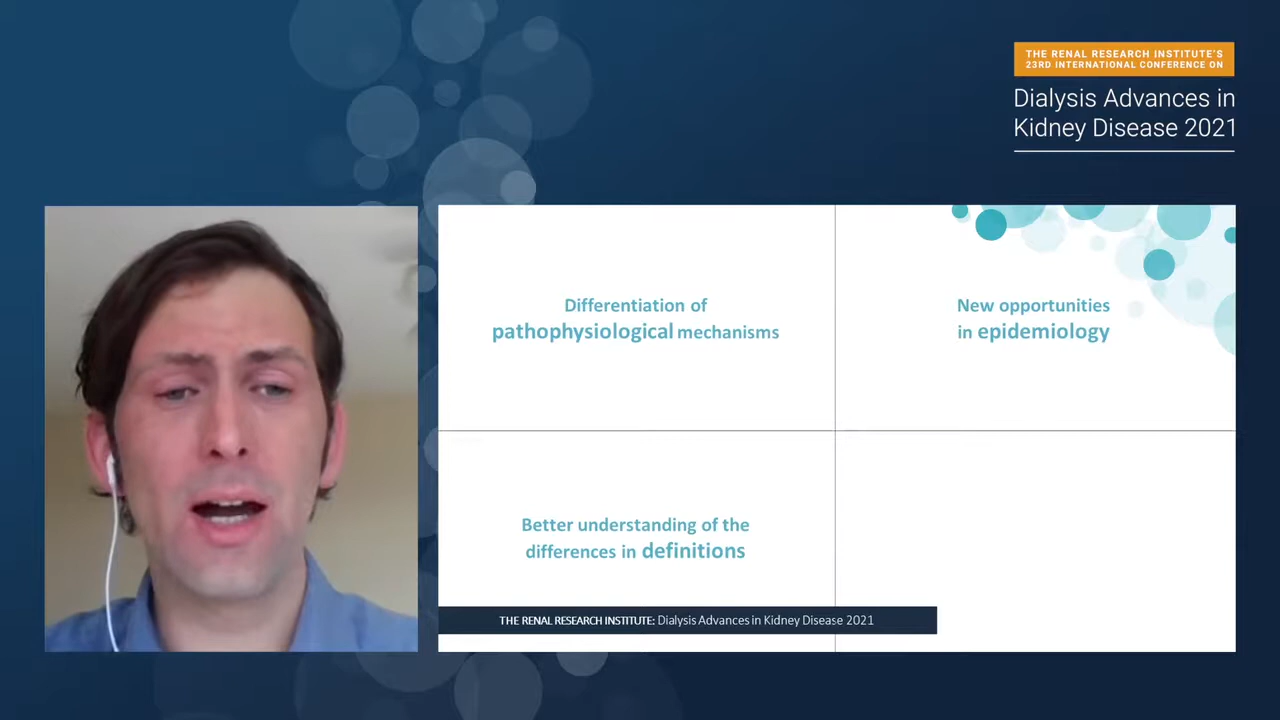 THE RENAL RESEARCH INSTITUTE'S
23RD INTERNATIONAL CONFERENCE ON
Dialysis Advances in
Kidney Disease 2021
Differentiation of
pathophysiological mechanisms
New opportunities
in epidemiology
Better understanding of the
differences in definitions
THE RENAL RESEARCH INSTITUTE: Dialysis Advances in Kidney Disease 2021